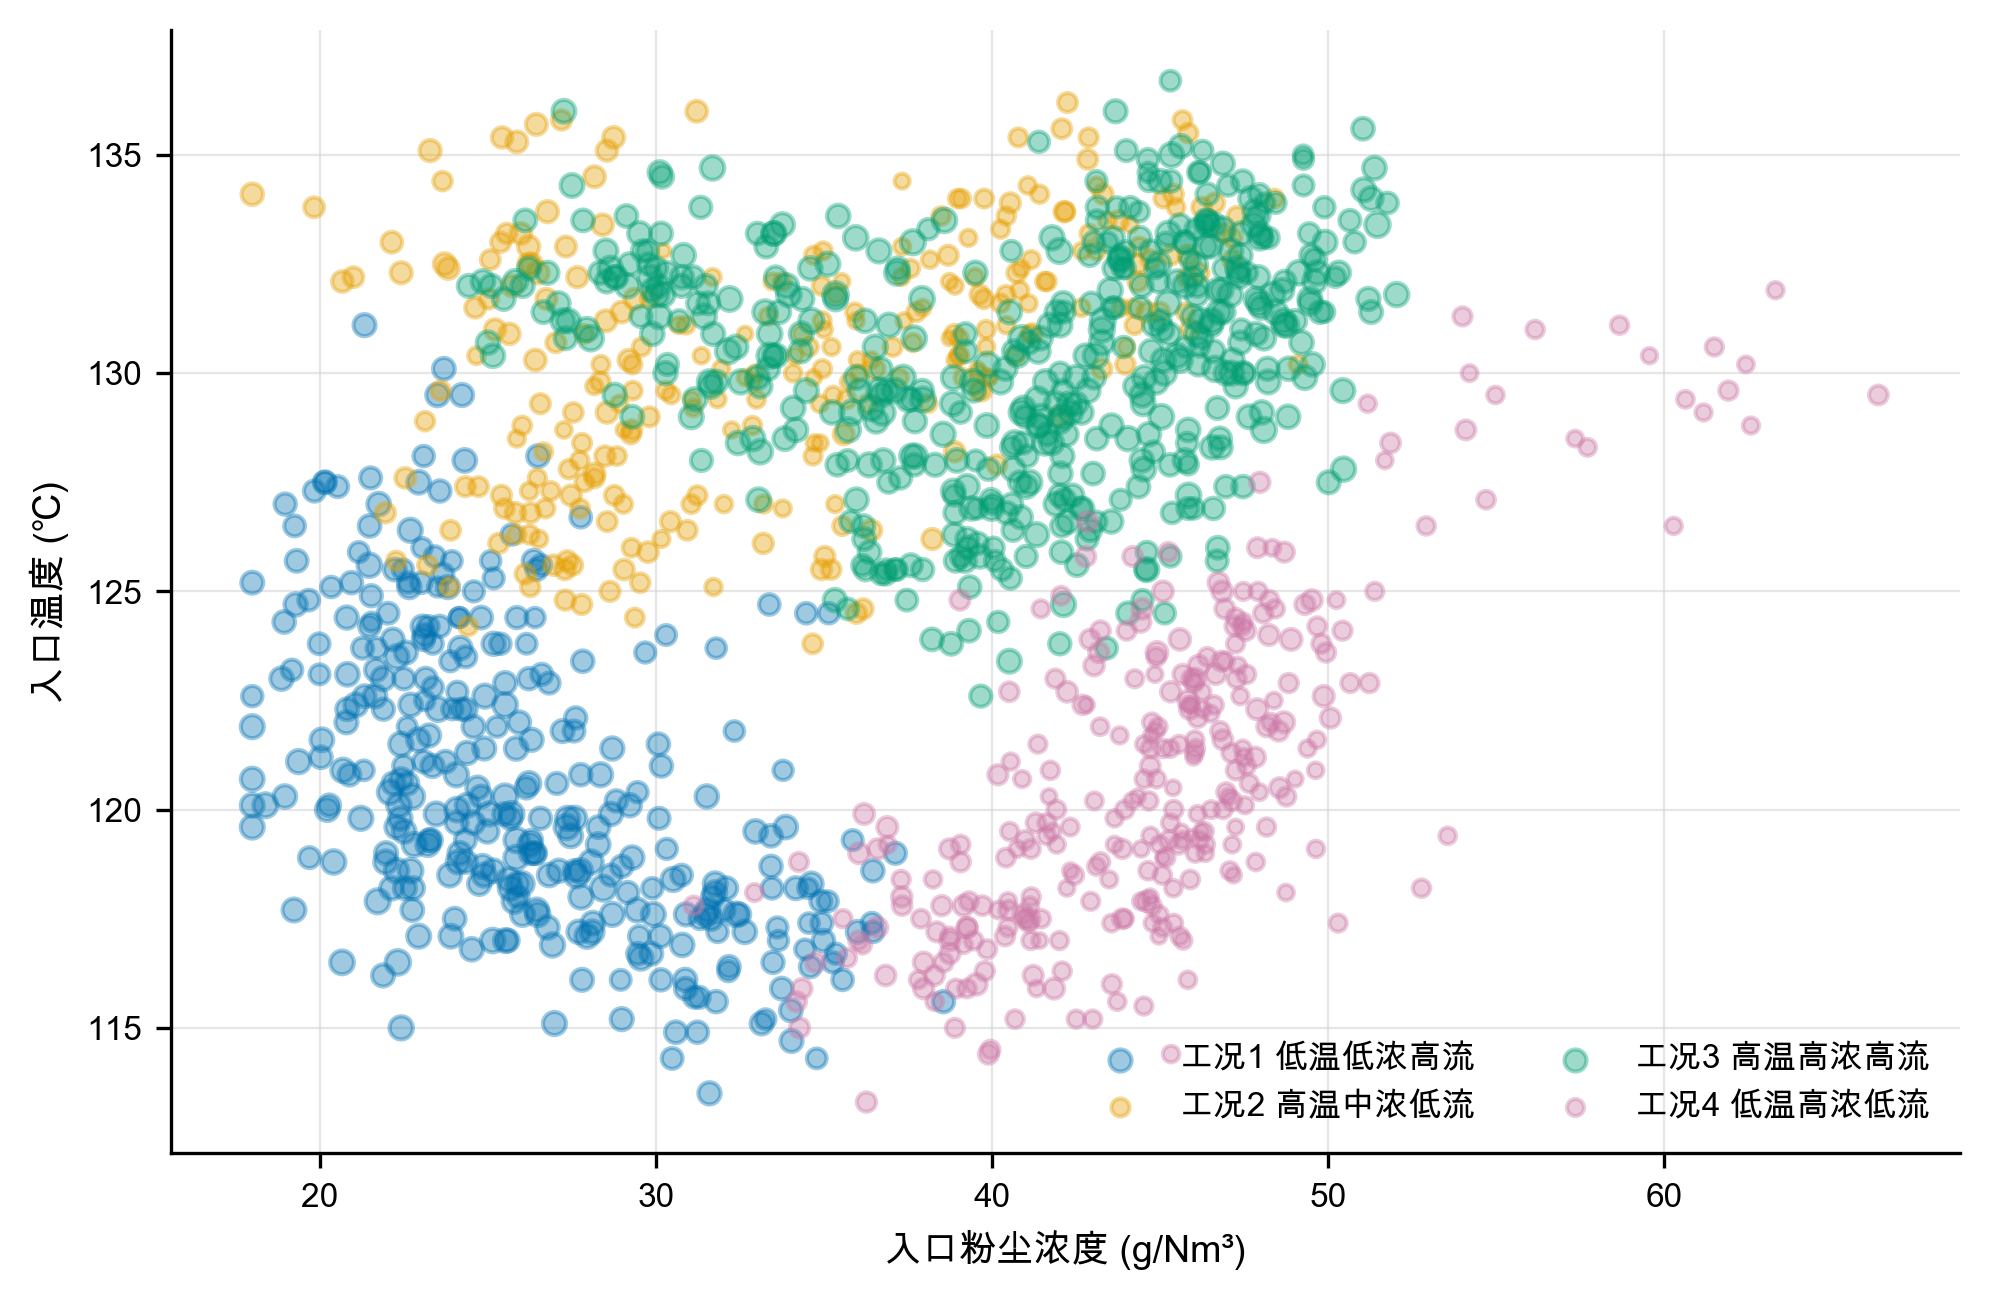 135
130
125
120
115
入口温度 (℃)
20 30 40 50 60
入口粉尘浓度 (g/Nm³)
工况1 低温低浓高流
工况2 高温中浓低流
工况3 高温高浓高流
工况4 低温高浓低流